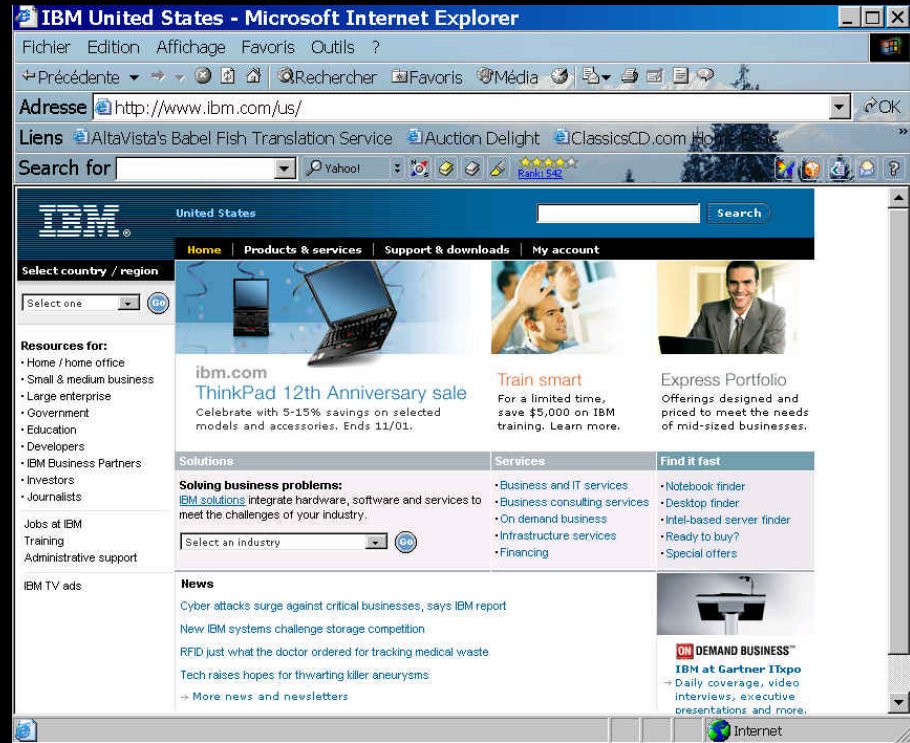 IBM United States - Microsoft Internet Explorer
Fichier Edition Affichage Favoris Outils ?
Précédente Rechercher Favoris Média
Adresse http://www.ibm.com/us/ OK
Liens AltaVista's Babel Fish Translation Service Auction Delight ClassicsCD.com Home Page »
Search for Yahoo! Rank: 542
IBM®
United States
Search
Home | Products & services | Support & downloads | My account
Select country / region
Select one Go
Resources for:
· Home / home office
· Small & medium business
· Large enterprise
· Government
· Education
· Developers
· IBM Business Partners
· Investors
· Journalists
Jobs at IBM
Training
Administrative support
IBM TV ads
ibm.com
ThinkPad 12th Anniversary sale
Celebrate with 5-15% savings on selected
models and accessories. Ends 11/01.
Train smart
For a limited time,
save $5,000 on IBM
training. Learn more.
Express Portfolio
Offerings designed and
priced to meet the needs
of mid-sized businesses.
Solutions
Solving business problems:
IBM solutions integrate hardware, software and services to
meet the challenges of your industry.
Select an industry Go
Services
· Business and IT services
· Business consulting services
· On demand business
· Infrastructure services
· Financing
Find it fast
· Notebook finder
· Desktop finder
· Intel-based server finder
· Ready to buy?
· Special offers
News
Cyber attacks surge against critical businesses, says IBM report
New IBM systems challenge storage competition
RFID just what the doctor ordered for tracking medical waste
Tech raises hopes for thwarting killer aneurysms
→ More news and newsletters
ON DEMAND BUSINESS™
IBM at Gartner ITxpo
→ Daily coverage, video
interviews, executive
presentations and more.
Internet